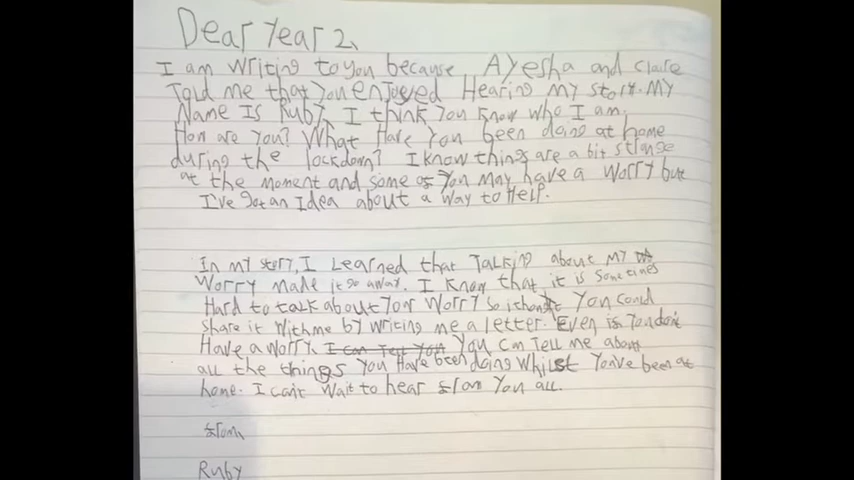 Dear Year 2,
I am writing to you because Ayesha and Claire
Told me that you enjoyed Hearing my story. My
Name Is Ruby. I think you know who I am.
How are you? What Have you been doing at home
during the lockdown? I know things are a bit strange
at the moment and some of you may have a worry but
I've got an Idea about a way to Help.
In my story, I Learned that Talking about my
Worry made it go away. I know that it is sometimes
Hard to talk about your worry so i thought you could
share it with me by writing me a letter. Even if you don't
Have a worry. I can Test you You can Tell me about
all the things you Have been doing whilst you've been at
home. I can't wait to hear from you all.
from,
Ruby